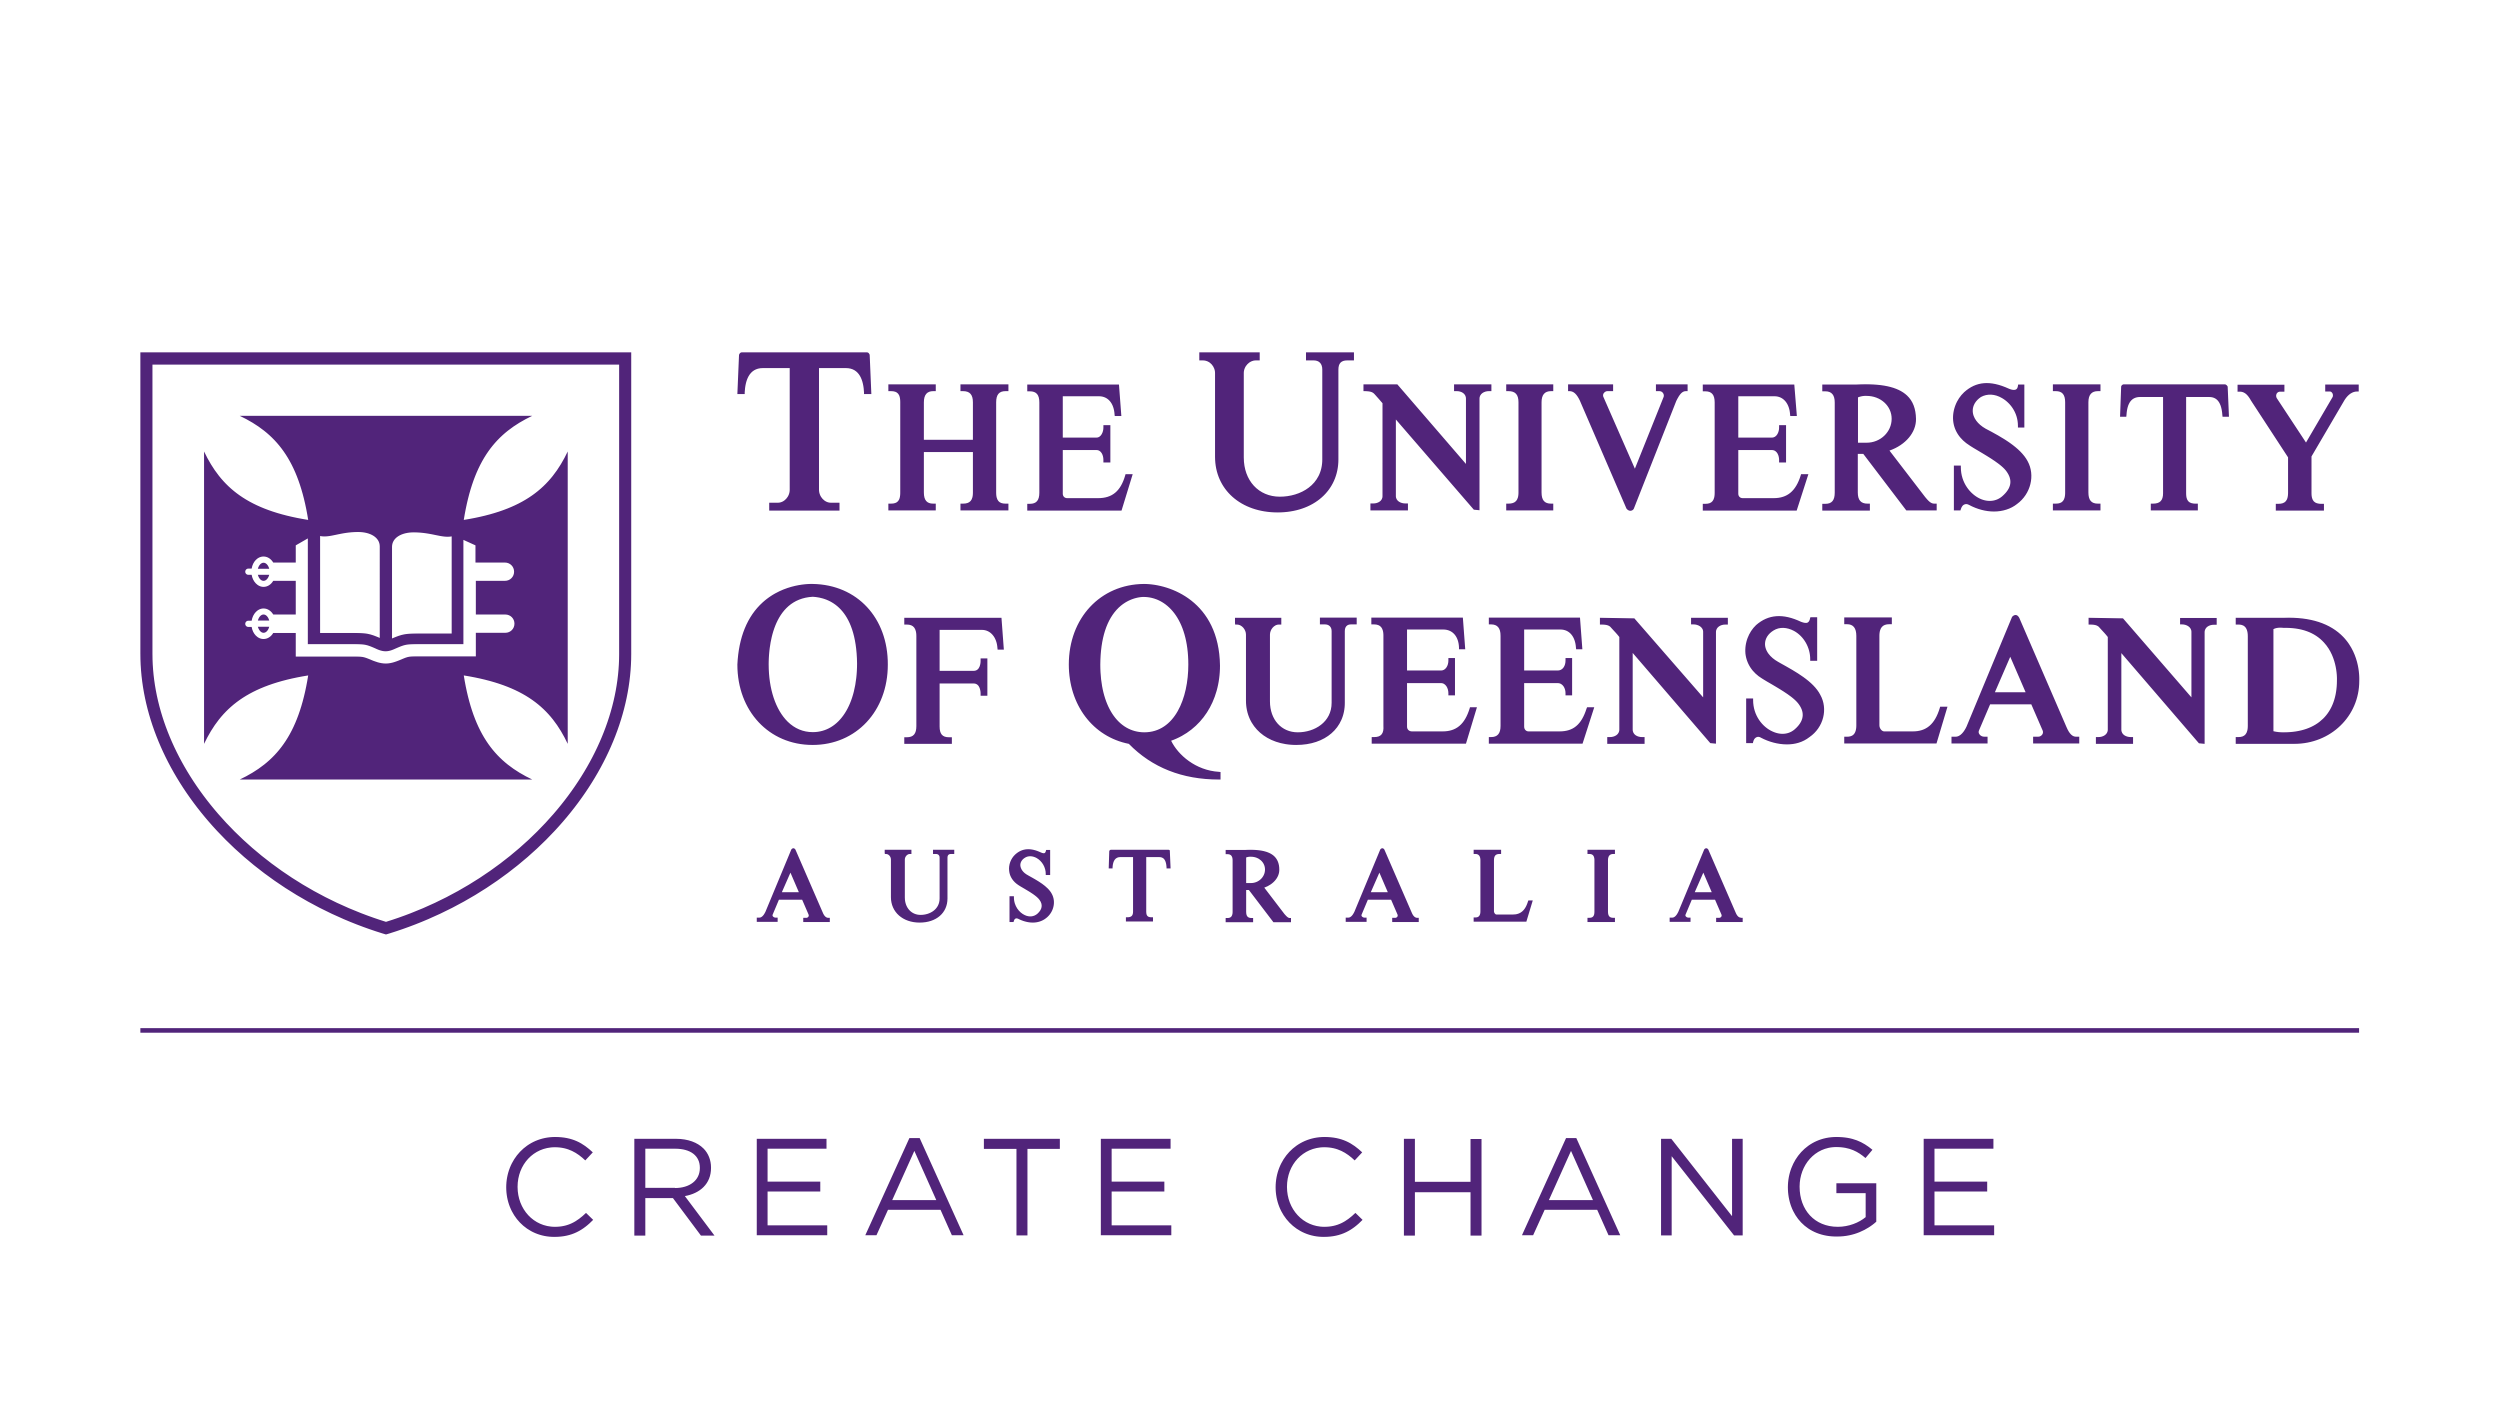 THE UNIVERSITY
OF QUEENSLAND
AUSTRALIA
CREATE CHANGE